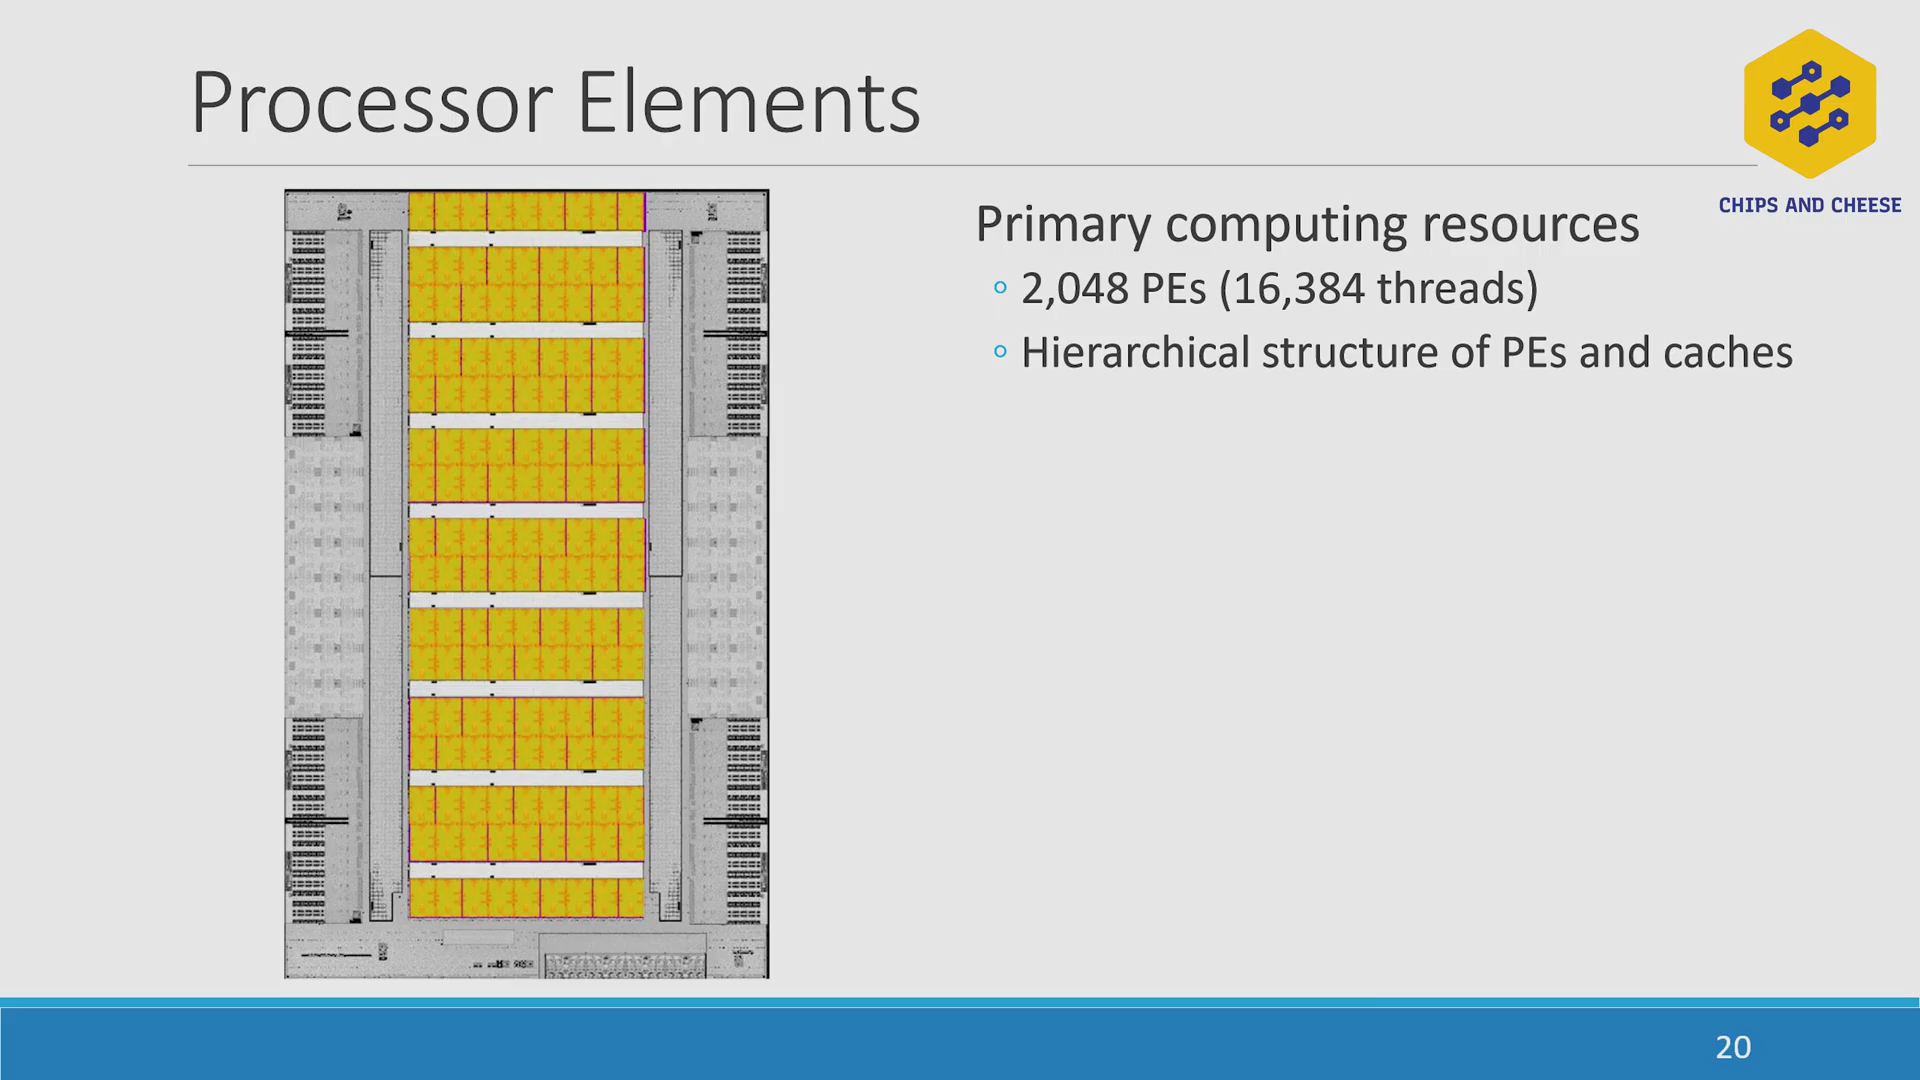 Processor Elements
CHIPS AND CHEESE
Primary computing resources
2,048 PEs (16,384 threads)
Hierarchical structure of PEs and caches
20